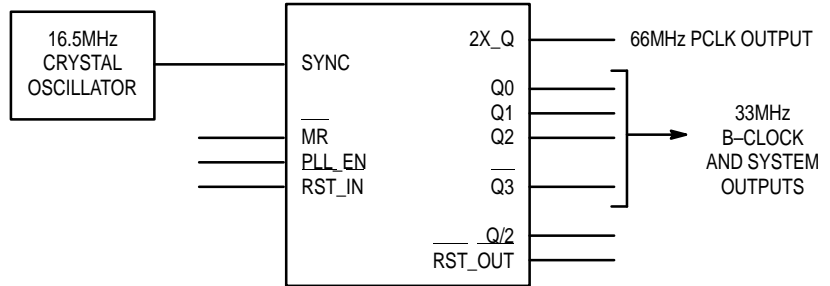 16.5MHz
CRYSTAL
OSCILLATOR
SYNC
MR
PLL_EN
RST_IN
2X_Q
Q0
Q1
Q2
Q3
Q/2
RST_OUT
66MHz PCLK OUTPUT
33MHz
B–CLOCK
AND SYSTEM
OUTPUTS